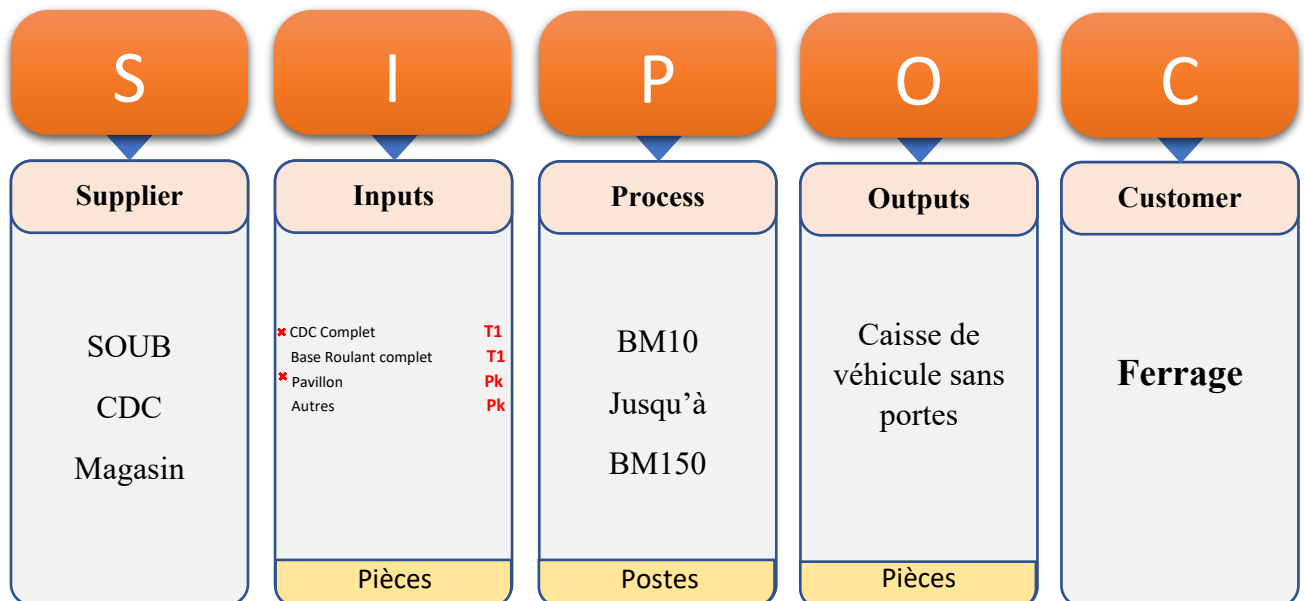 S
I
P
O
C
Supplier
Inputs
Process
Outputs
Customer
SOUB
CDC
Magasin
CDC Complet T1
Base Roulant complet T1
Pavillon Pk
Autres Pk
BM10
Jusqu’à
BM150
Caisse de
véhicule sans
portes
Ferrage
Pièces
Postes
Pièces